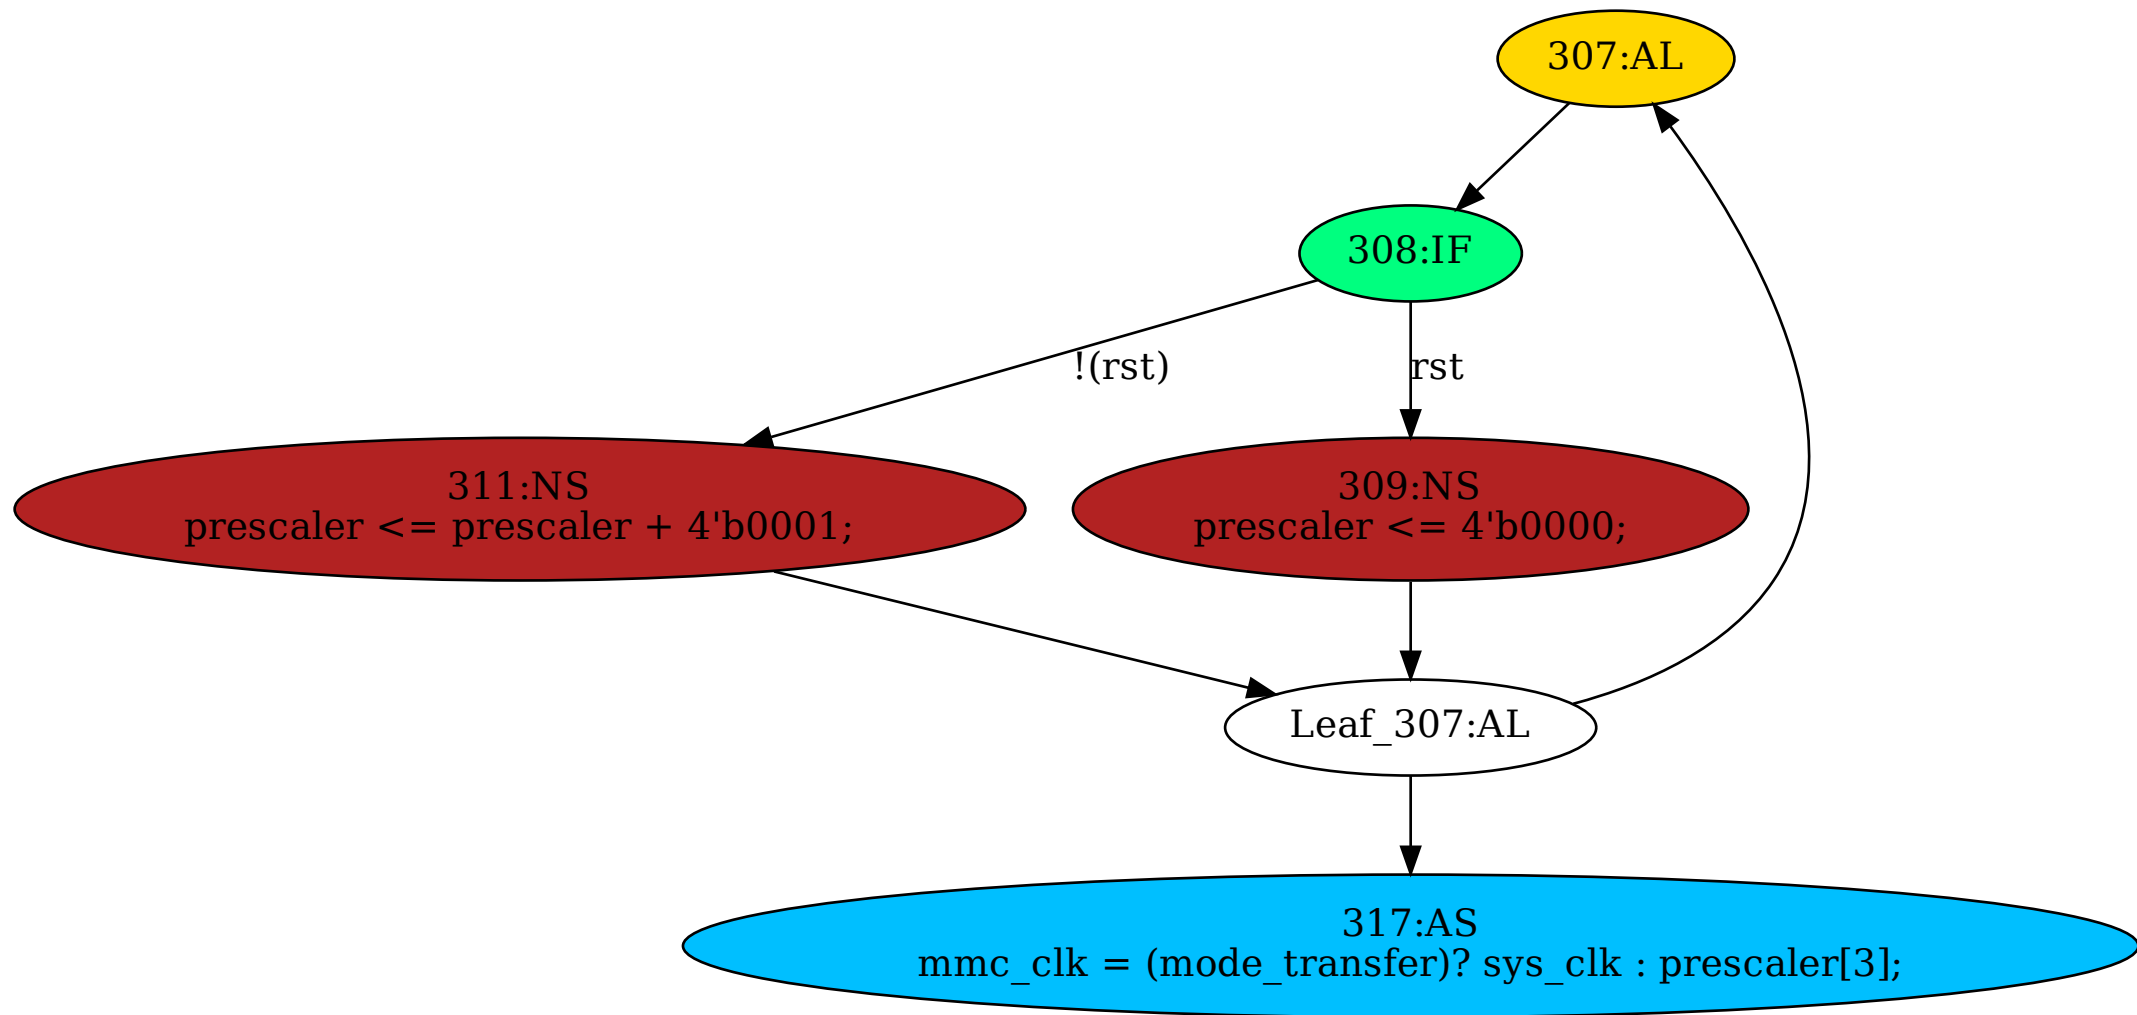 307:AL
308:IF
!(rst)
rst
311:NS
prescaler <= prescaler + 4'b0001;
309:NS
prescaler <= 4'b0000;
Leaf_307:AL
317:AS
mmc_clk = (mode_transfer)? sys_clk : prescaler[3];